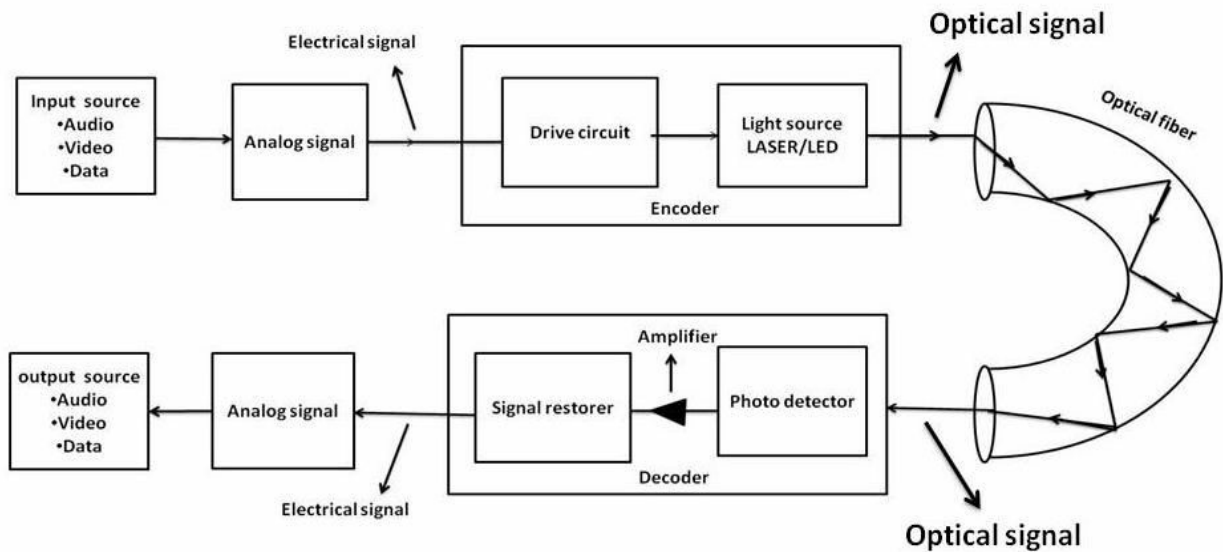 Electrical signal
Optical signal
Input source
•Audio
•Video
•Data
Analog signal
Drive circuit
Light source
LASER/LED
Encoder
Optical fiber
output source
•Audio
•Video
•Data
Analog signal
Signal restorer
Amplifier
Photo detector
Decoder
Electrical signal
Optical signal